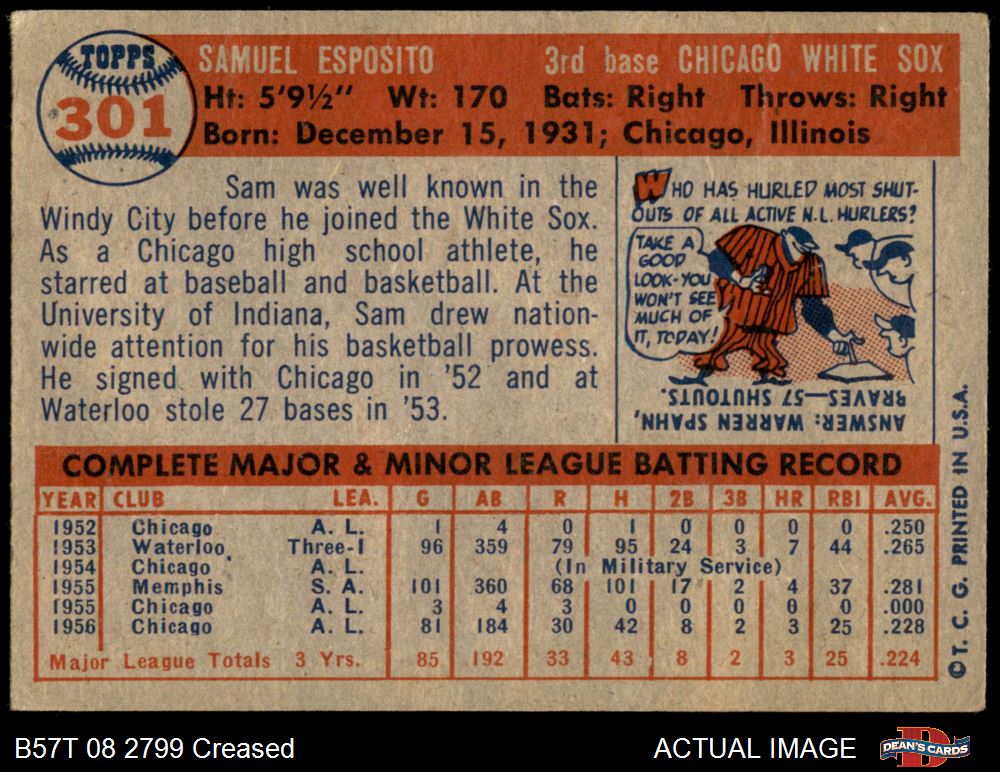 TOPPS
301
SAMUEL ESPOSITO 3rd base CHICAGO WHITE SOX
Ht: 5'9½" Wt: 170 Bats: Right Throws: Right
Born: December 15, 1931; Chicago, Illinois
Sam was well known in the
Windy City before he joined the White Sox.
As a Chicago high school athlete, he
starred at baseball and basketball. At the
University of Indiana, Sam drew nation-
wide attention for his basketball prowess.
He signed with Chicago in '52 and at
Waterloo stole 27 bases in '53.
WHO HAS HURLED MOST SHUT-
OUTS OF ALL ACTIVE N.L. HURLERS?
TAKE A
GOOD
LOOK-YOU
WON'T SEE
MUCH OF
IT, TODAY!
ANSWER: WARREN SPAHN,
BRAVES.—57 SHUTOUTS.
COMPLETE MAJOR & MINOR LEAGUE BATTING RECORD
YEAR CLUB LEA. G AB R H 2B 3B HR RBI AVG.
1952 Chicago A. L. 1 4 0 1 0 0 0 0 .250
1953 Waterloo Three-I 96 359 79 95 24 3 7 44 .265
1954 Chicago A. L. (In Military Service)
1955 Memphis S. A. 101 360 68 101 17 2 4 37 .281
1955 Chicago A. L. 3 4 3 0 0 0 0 0 .000
1956 Chicago A. L. 81 184 30 42 8 2 3 25 .228
Major League Totals 3 Yrs. 85 192 33 43 8 2 3 25 .224
©T. C. G. PRINTED IN U.S.A.
B57T 08 2799 Creased ACTUAL IMAGE
DEAN'S CARDS